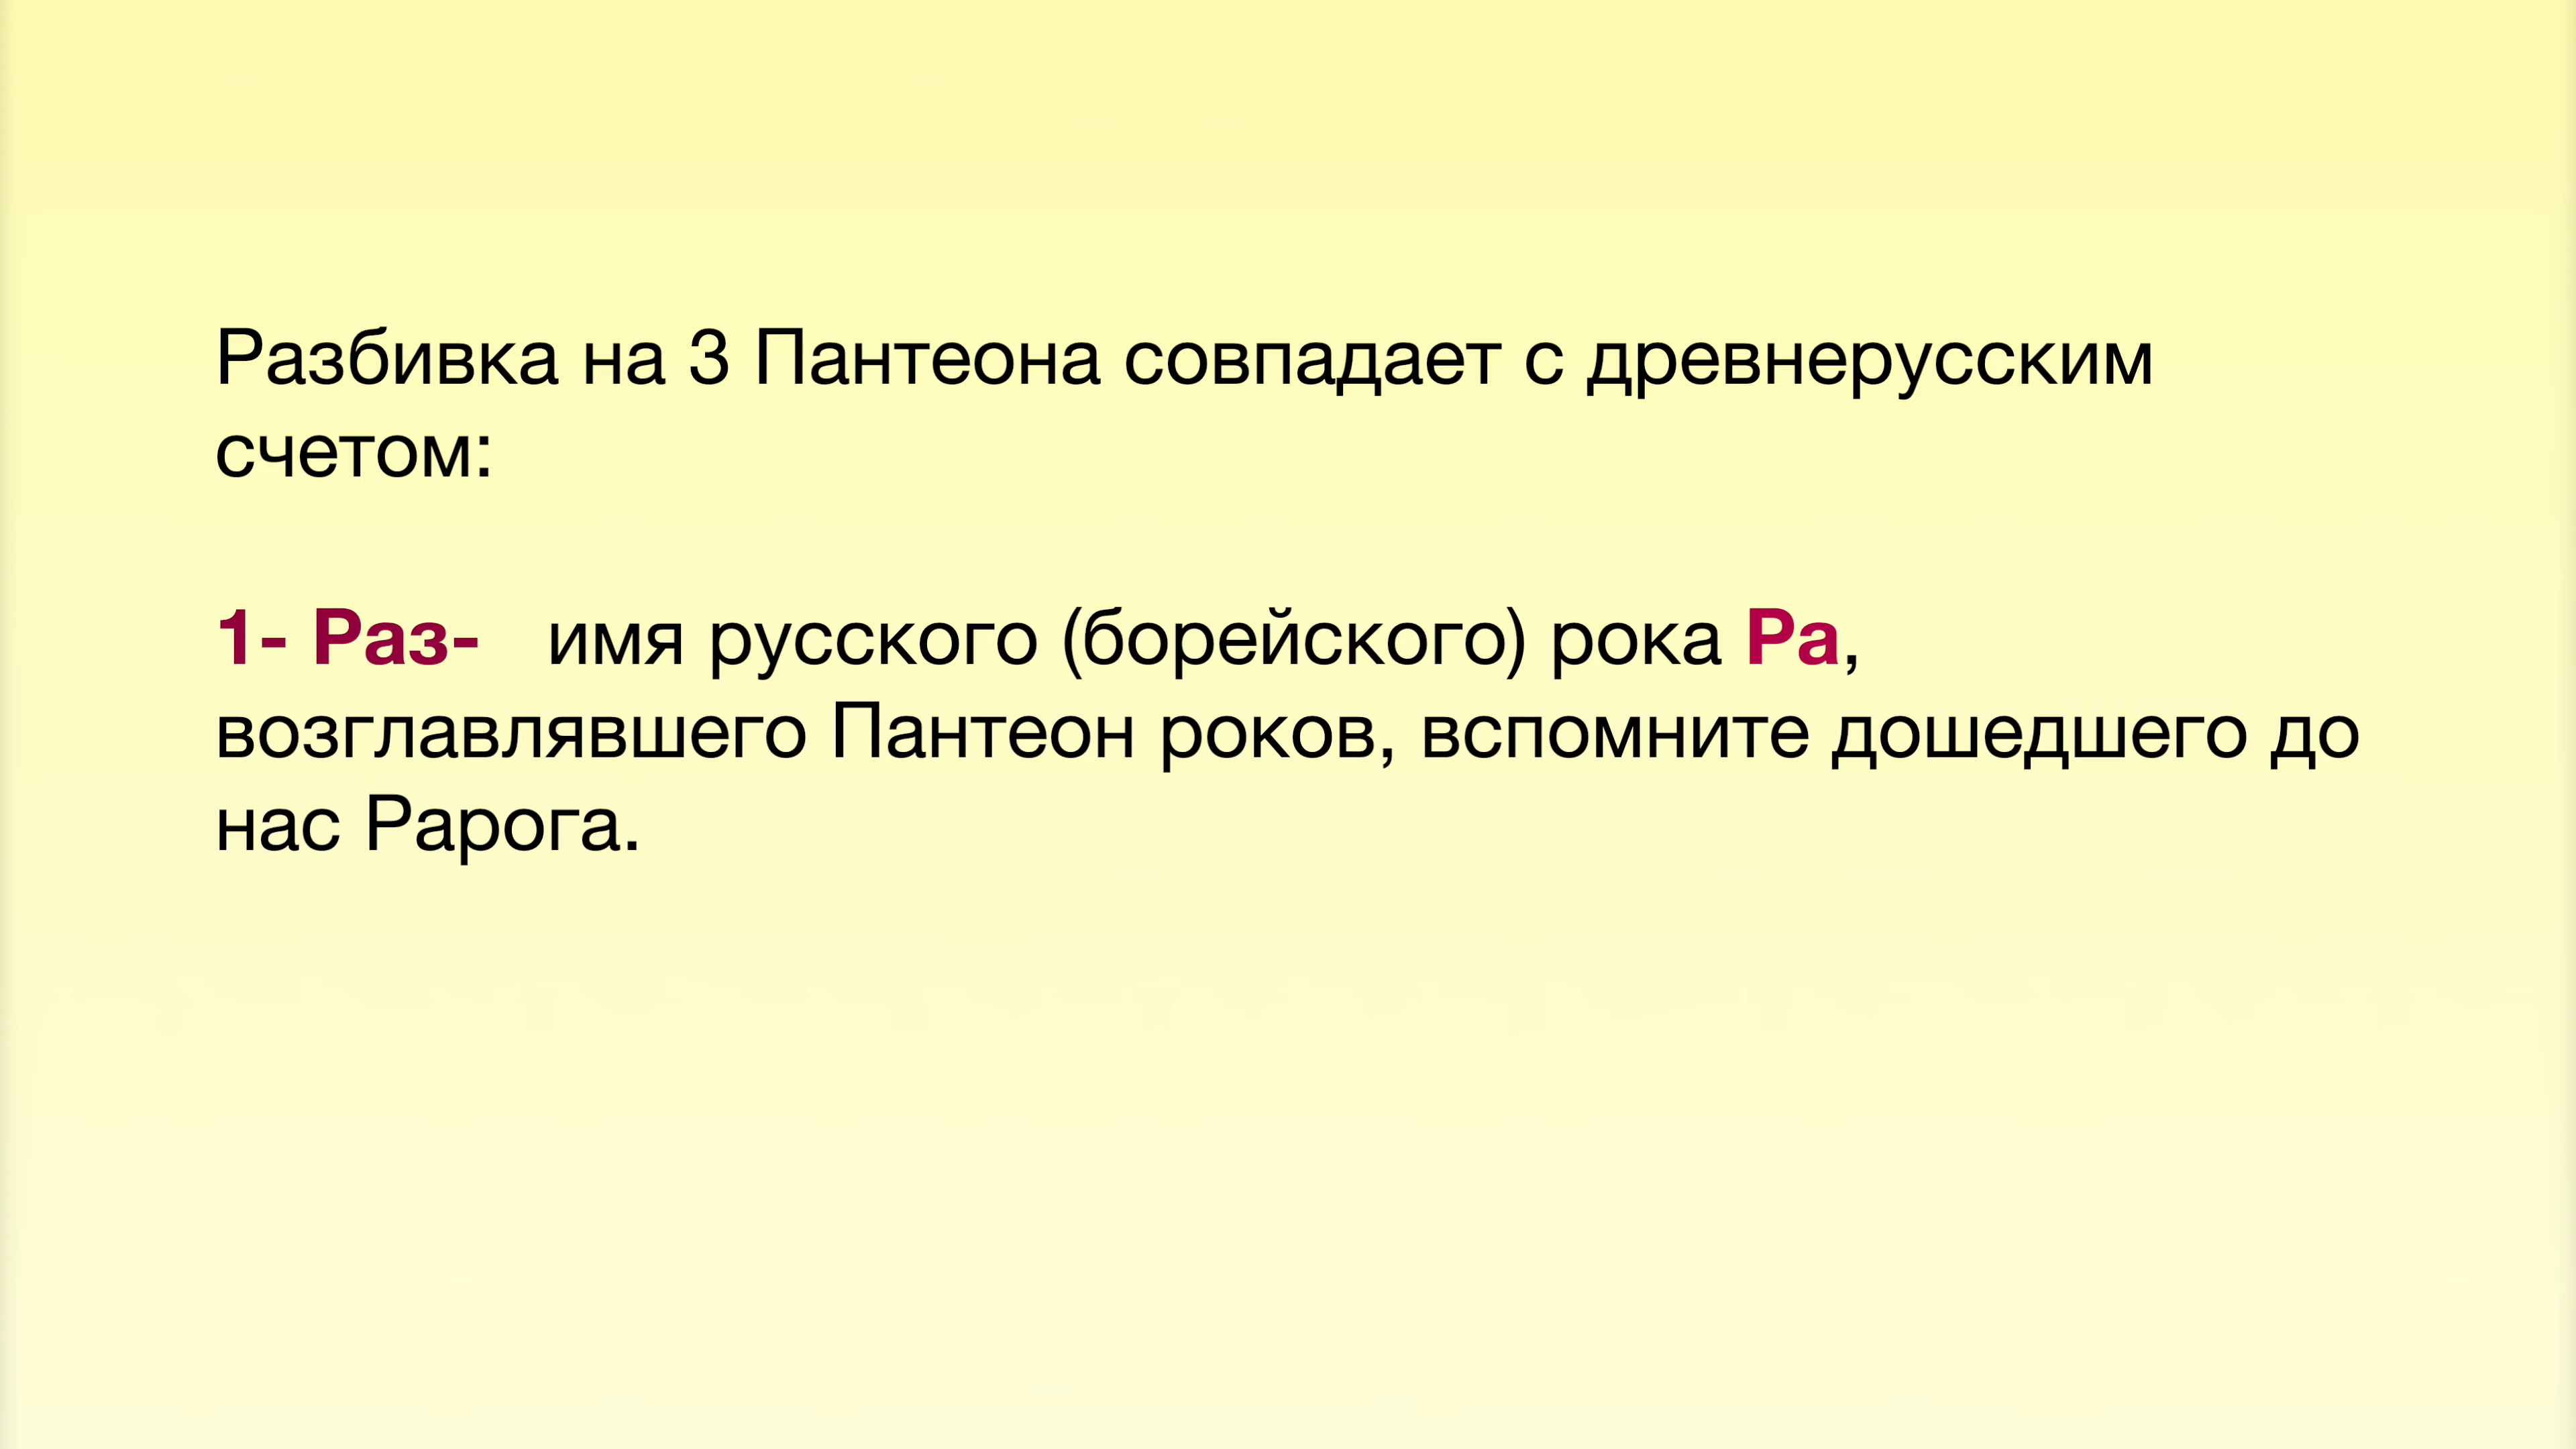 Разбивка на 3 Пантеона совпадает с древнерусским
счетом:
1- Раз- имя русского (борейского) рока Ра,
возглавлявшего Пантеон роков, вспомните дошедшего до
нас Рарога.